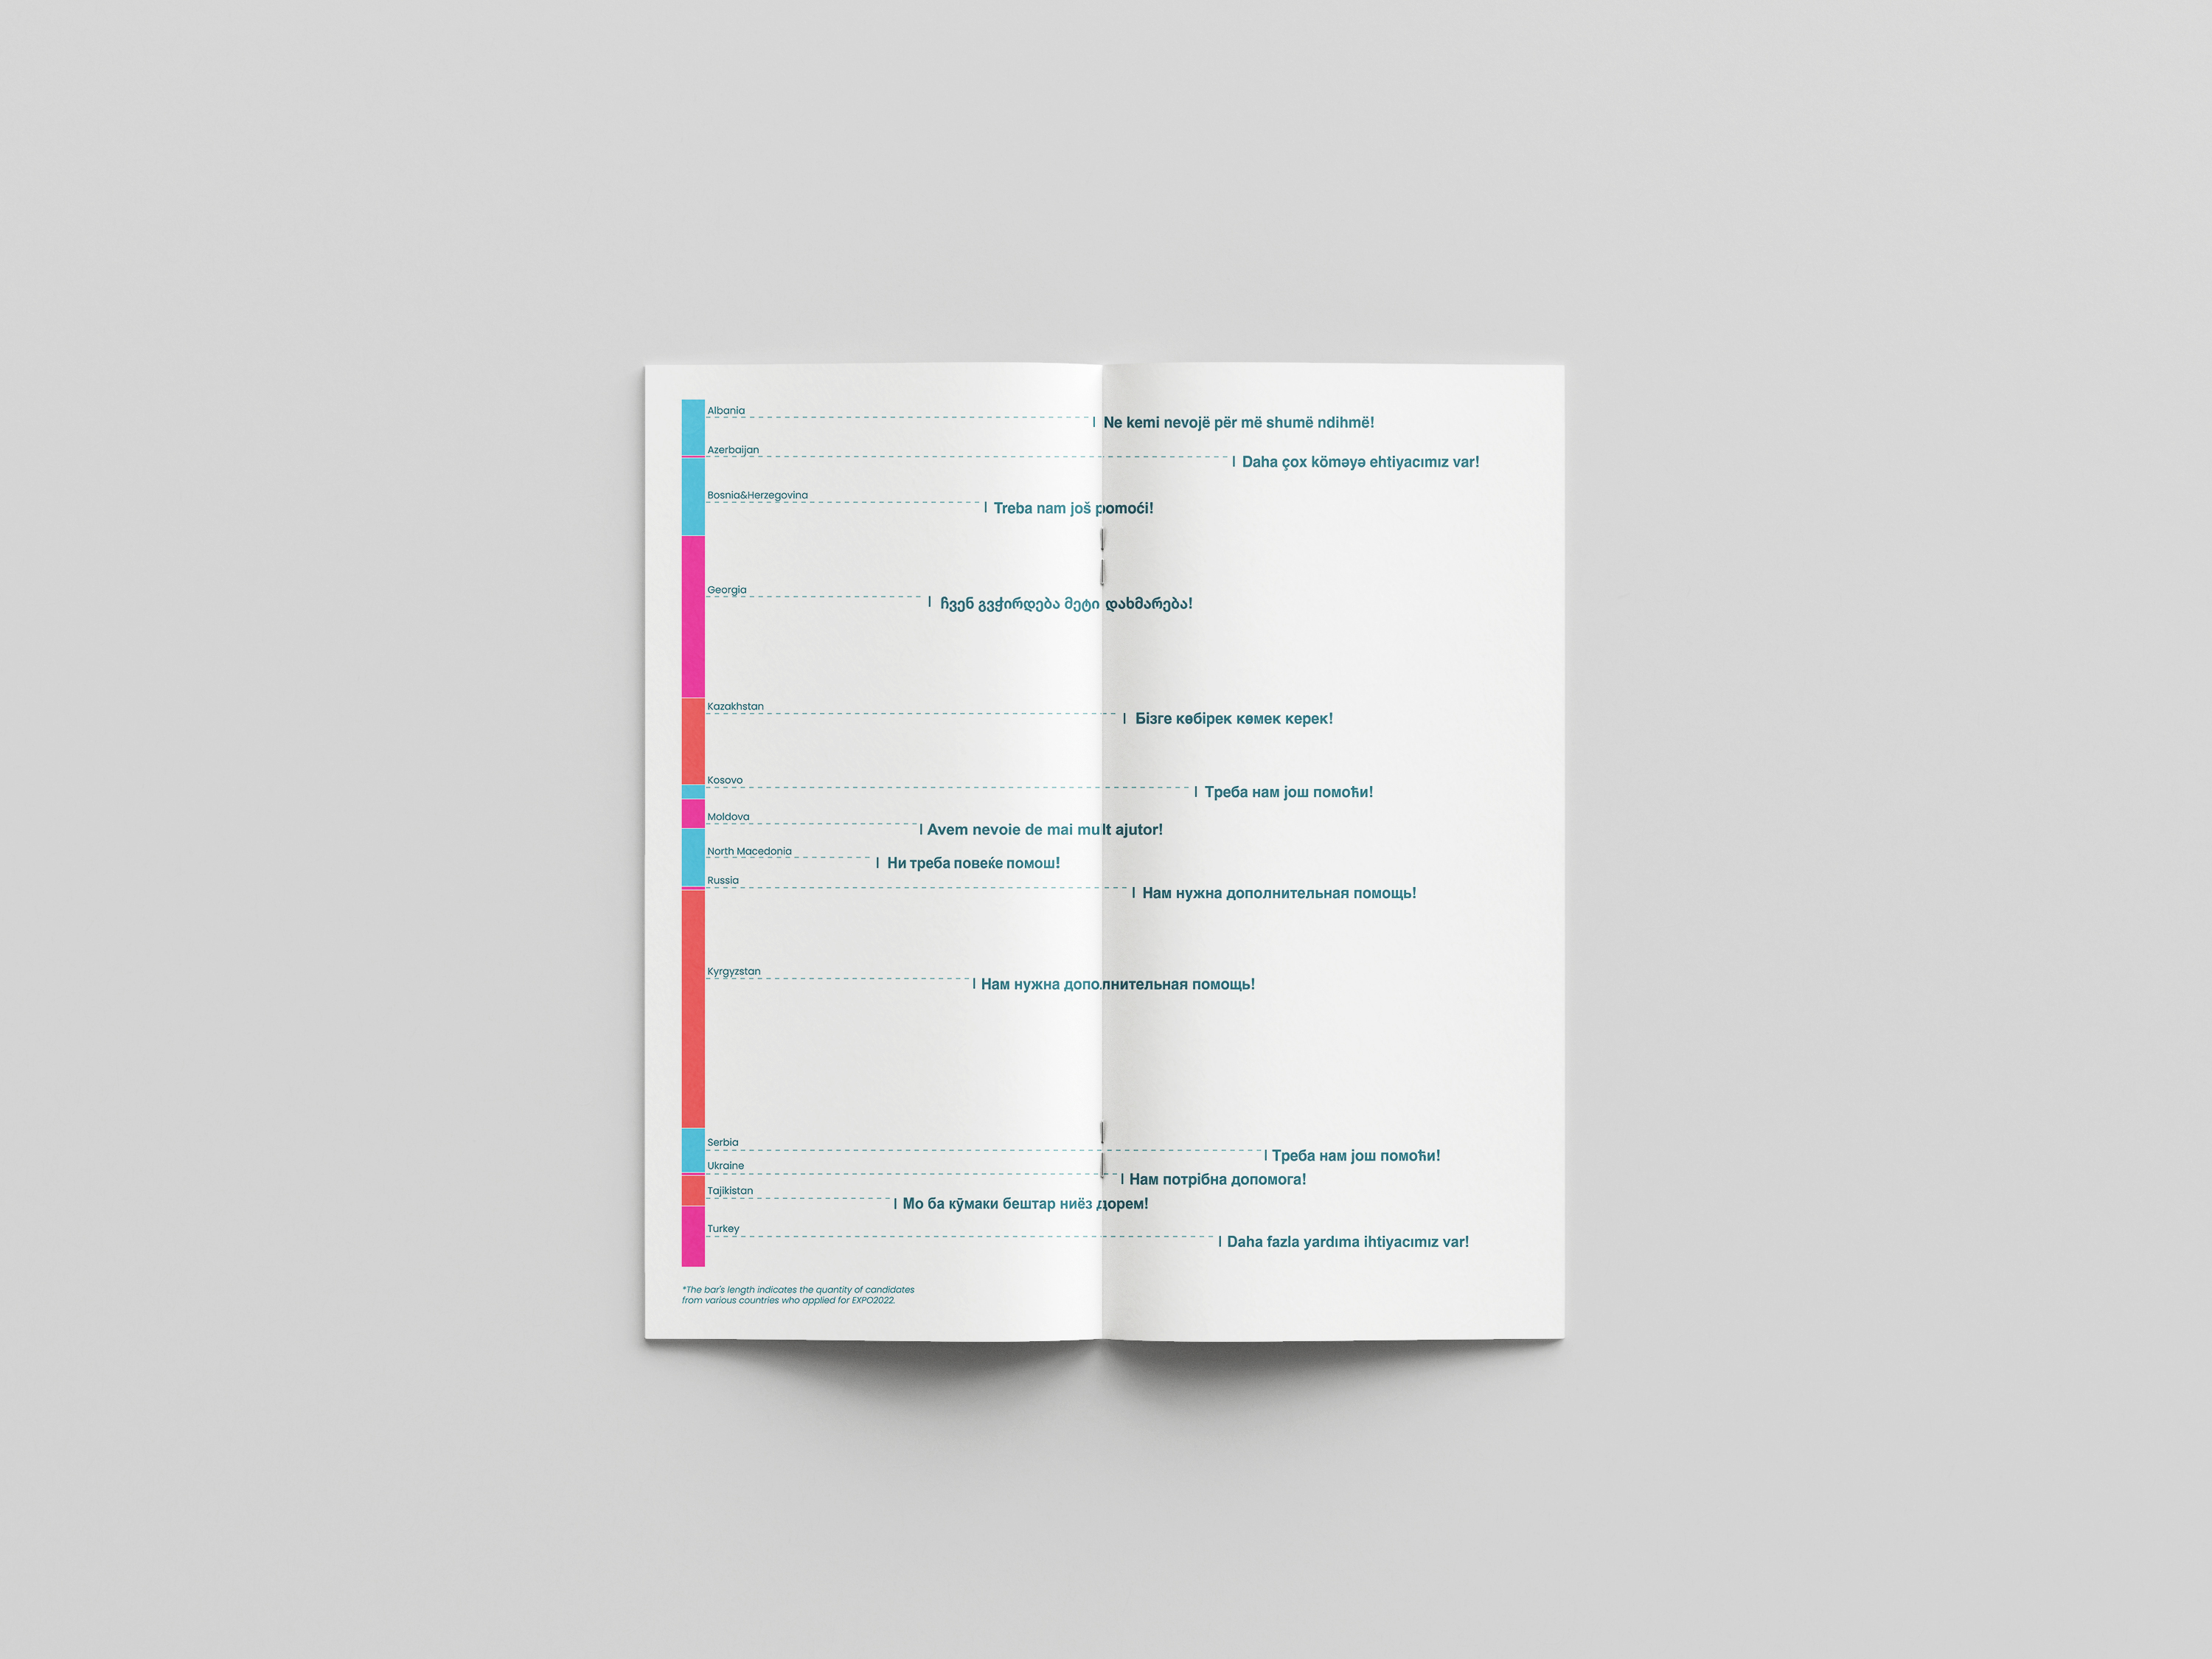 Albania
Ne kemi nevojë për më shumë ndihmë!
Azerbaijan
Daha çox köməyə ehtiyacımız var!
Bosnia&Herzegovina
Treba nam još pomoći!
Georgia
ჩვენ გვჭირდება მეტი დახმარება!
Kazakhstan
Бізге көбірек көмек керек!
Kosovo
Треба нам још помоћи!
Moldova
Avem nevoie de mai mult ajutor!
North Macedonia
Ни треба повеќе помош!
Russia
Нам нужна дополнительная помощь!
Kyrgyzstan
Нам нужна дополнительная помощь!
Serbia
Треба нам још помоћи!
Ukraine
Нам потрібна допомога!
Tajikistan
Мо ба кӯмаки бештар ниёз дорем!
Turkey
Daha fazla yardıma ihtiyacımız var!
*The bar's length indicates the quantity of candidates
from various countries who applied for EXPO2022.